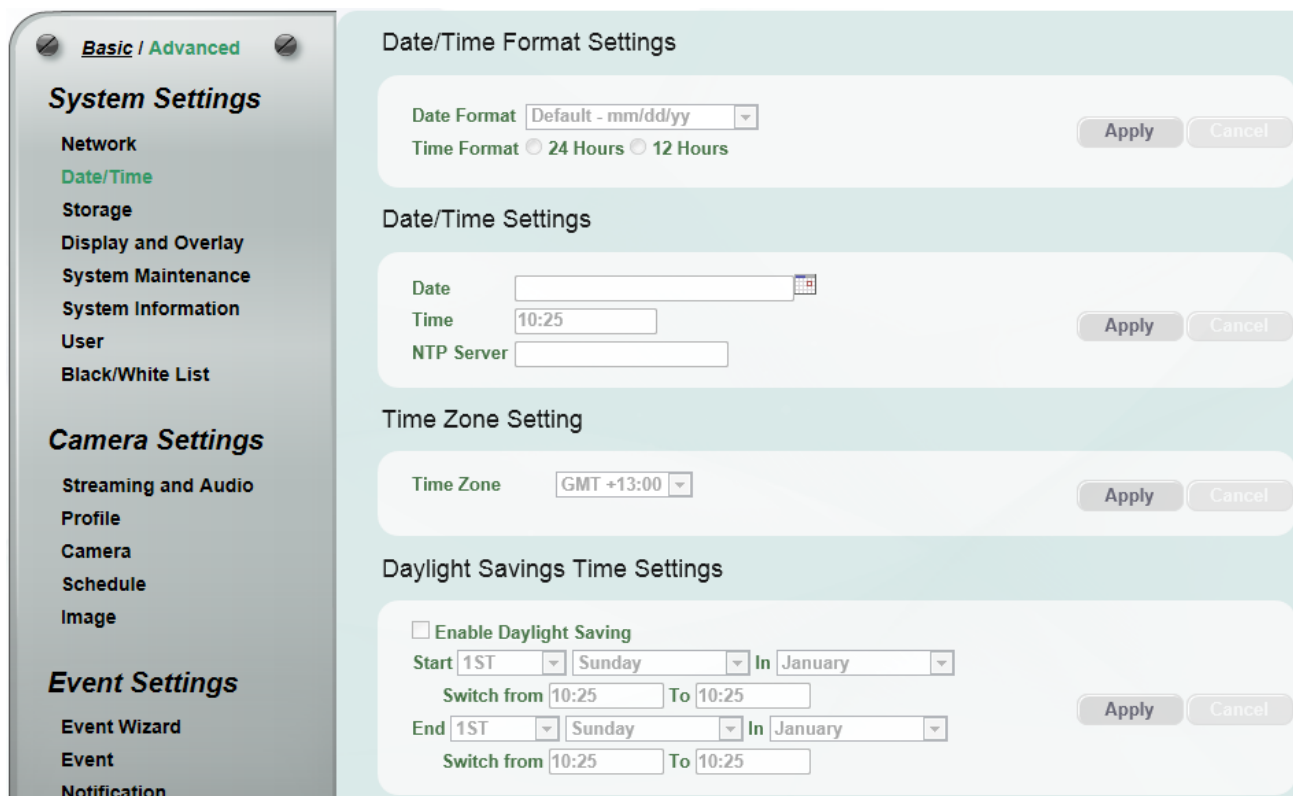 Basic / Advanced
System Settings
Network
Date/Time
Storage
Display and Overlay
System Maintenance
System Information
User
Black/White List
Camera Settings
Streaming and Audio
Profile
Camera
Schedule
Image
Event Settings
Event Wizard
Event
Notification
Date/Time Format Settings
Date Format Default - mm/dd/yy
Time Format 24 Hours 12 Hours
Apply Cancel
Date/Time Settings
Date
Time 10:25
NTP Server
Apply Cancel
Time Zone Setting
Time Zone GMT +13:00
Apply Cancel
Daylight Savings Time Settings
Enable Daylight Saving
Start 1ST Sunday In January
Switch from 10:25 To 10:25
End 1ST Sunday In January
Switch from 10:25 To 10:25
Apply Cancel